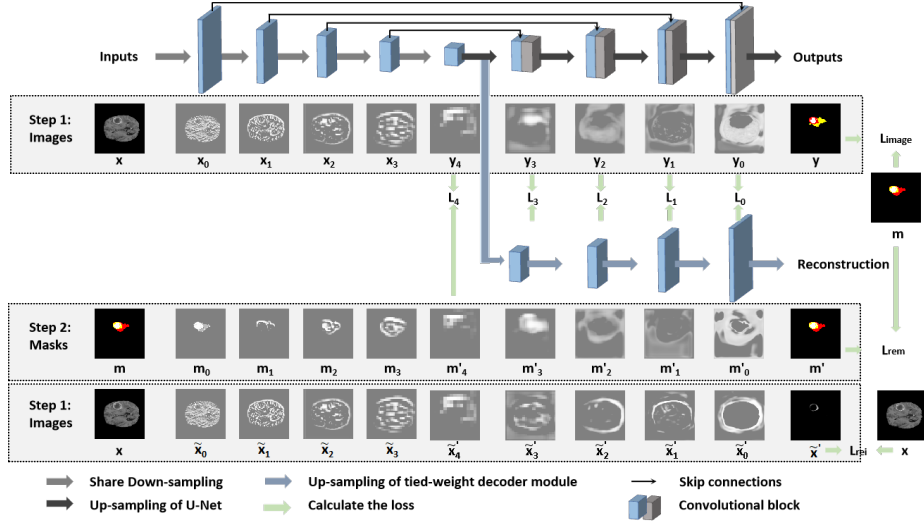 Inputs
Outputs
Step 1:
Images
x
x₀
x₁
x₂
x₃
y₄
y₃
y₂
y₁
y₀
y
L_image
m
L₄
L₃
L₂
L₁
L₀
Reconstruction
Step 2:
Masks
m
m₀
m₁
m₂
m₃
m'₄
m'₃
m'₂
m'₁
m'₀
m'
L_rem
Step 1:
Images
x
x̃₀
x̃₁
x̃₂
x̃₃
x̃'₄
x̃'₃
x̃'₂
x̃'₁
x̃'₀
x̃'
L_rei
x
Share Down-sampling
Up-sampling of tied-weight decoder module
Skip connections
Up-sampling of U-Net
Calculate the loss
Convolutional block